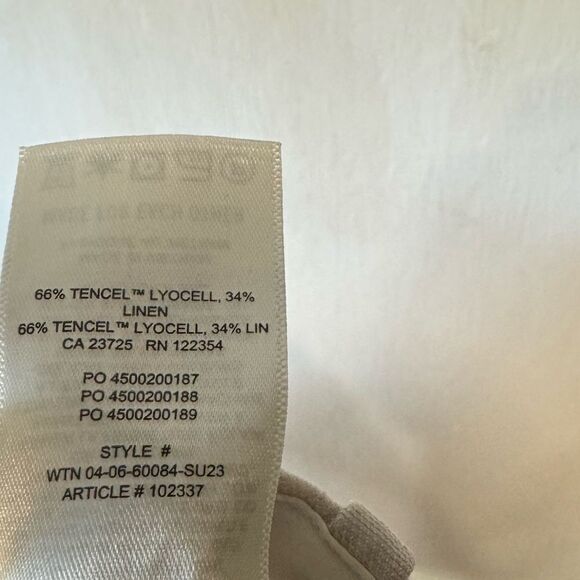 66% TENCEL™ LYOCELL, 34%
LINEN
66% TENCEL™ LYOCELL, 34% LIN
CA 23725 RN 122354
PO 4500200187
PO 4500200188
PO 4500200189
STYLE #
WTN 04-06-60084-SU23
ARTICLE # 102337